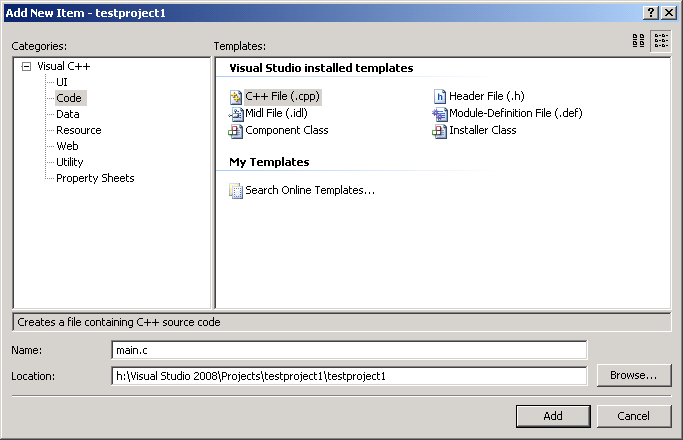 Add New Item - testproject1
Categories:
Templates:
Visual C++
UI
Code
Data
Resource
Web
Utility
Property Sheets
Visual Studio installed templates
C++ File (.cpp)
Header File (.h)
Midl File (.idl)
Module-Definition File (.def)
Component Class
Installer Class
My Templates
Search Online Templates...
Creates a file containing C++ source code
Name:
main.c
Location:
h:\Visual Studio 2008\Projects\testproject1\testproject1
Browse...
Add
Cancel